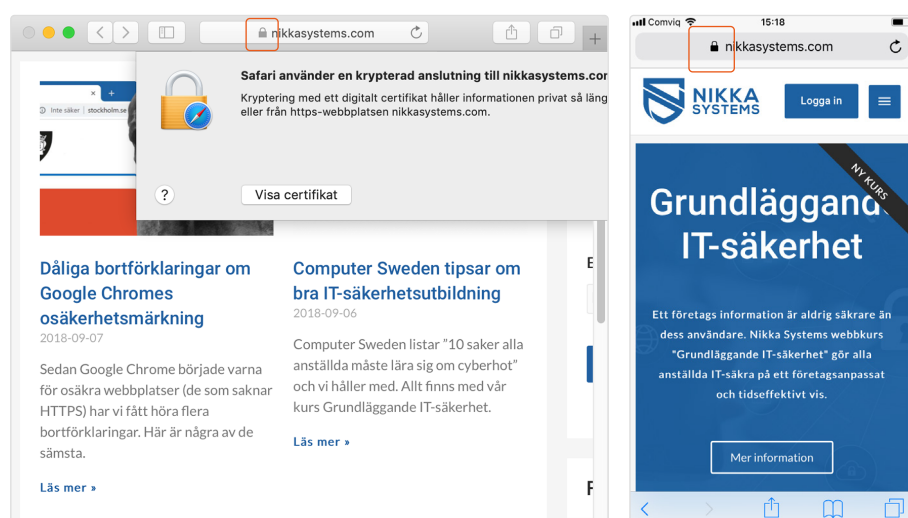 nikkasystems.com
Safari använder en krypterad anslutning till nikkasystems.com
Kryptering med ett digitalt certifikat håller informationen privat så läng
eller från https-webbplatsen nikkasystems.com.
?
Visa certifikat
Inte säker | stockholm.se
Dåliga bortförklaringar om
Google Chromes
osäkerhetsmärkning
2018-09-07
Sedan Google Chrome började varna
för osäkra webbplatser (de som saknar
HTTPS) har vi fått höra flera
bortförklaringar. Här är några av de
sämsta.
Läs mer »
Computer Sweden tipsar om
bra IT-säkerhetsutbildning
2018-09-06
Computer Sweden listar ”10 saker alla
anställda måste lära sig om cyberhot”
och vi håller med. Allt finns med vår
kurs Grundläggande IT-säkerhet.
Läs mer »
E
F
Comviq
15:18
nikkasystems.com
NIKKA
SYSTEMS
Logga in
NY KURS
Grundläggande
IT-säkerhet
Ett företags information är aldrig säkrare än
dess användare. Nikka Systems webbkurs
"Grundläggande IT-säkerhet" gör alla
anställda IT-säkra på ett företagsanpassat
och tidseffektivt vis.
Mer information